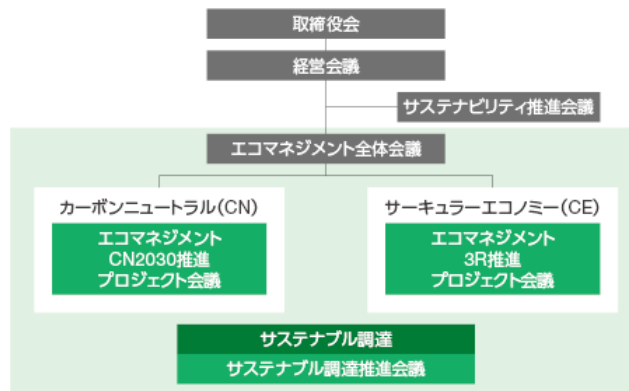 取締役会
経営会議
サステナビリティ推進会議
エコマネジメント全体会議
カーボンニュートラル(CN)
エコマネジメント
CN2030推進
プロジェクト会議
サーキュラーエコノミー(CE)
エコマネジメント
3R推進
プロジェクト会議
サステナブル調達
サステナブル調達推進会議